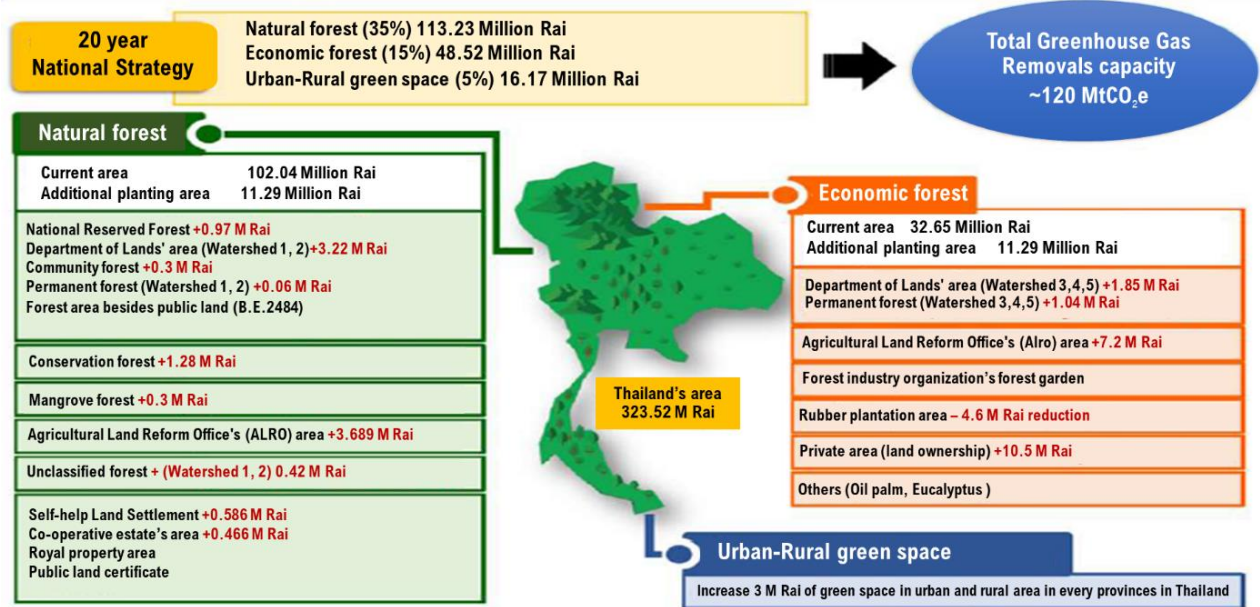 20 year
National Strategy
Natural forest (35%) 113.23 Million Rai
Economic forest (15%) 48.52 Million Rai
Urban-Rural green space (5%) 16.17 Million Rai
Total Greenhouse Gas
Removals capacity
~120 MtCO₂e
Natural forest
Current area 102.04 Million Rai
Additional planting area 11.29 Million Rai
National Reserved Forest +0.97 M Rai
Department of Lands' area (Watershed 1, 2)+3.22 M Rai
Community forest +0.3 M Rai
Permanent forest (Watershed 1, 2) +0.06 M Rai
Forest area besides public land (B.E.2484)
Conservation forest +1.28 M Rai
Mangrove forest +0.3 M Rai
Agricultural Land Reform Office's (ALRO) area +3.689 M Rai
Unclassified forest + (Watershed 1, 2) 0.42 M Rai
Self-help Land Settlement +0.586 M Rai
Co-operative estate's area +0.466 M Rai
Royal property area
Public land certificate
Thailand's area
323.52 M Rai
Economic forest
Current area 32.65 Million Rai
Additional planting area 11.29 Million Rai
Department of Lands' area (Watershed 3,4,5) +1.85 M Rai
Permanent forest (Watershed 3,4,5) +1.04 M Rai
Agricultural Land Reform Office's (Alro) area +7.2 M Rai
Forest industry organization's forest garden
Rubber plantation area – 4.6 M Rai reduction
Private area (land ownership) +10.5 M Rai
Others (Oil palm, Eucalyptus )
Urban-Rural green space
Increase 3 M Rai of green space in urban and rural area in every provinces in Thailand